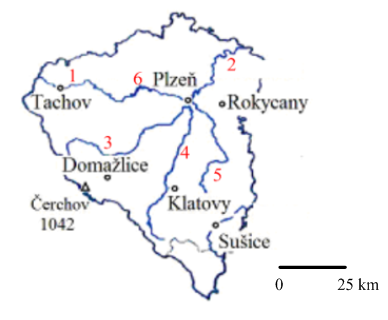 2
1
6
Plzeň
Tachov
Rokycany
3
4
Domažlice
5
Čerchov
1042
Klatovy
Sušice
0 25 km